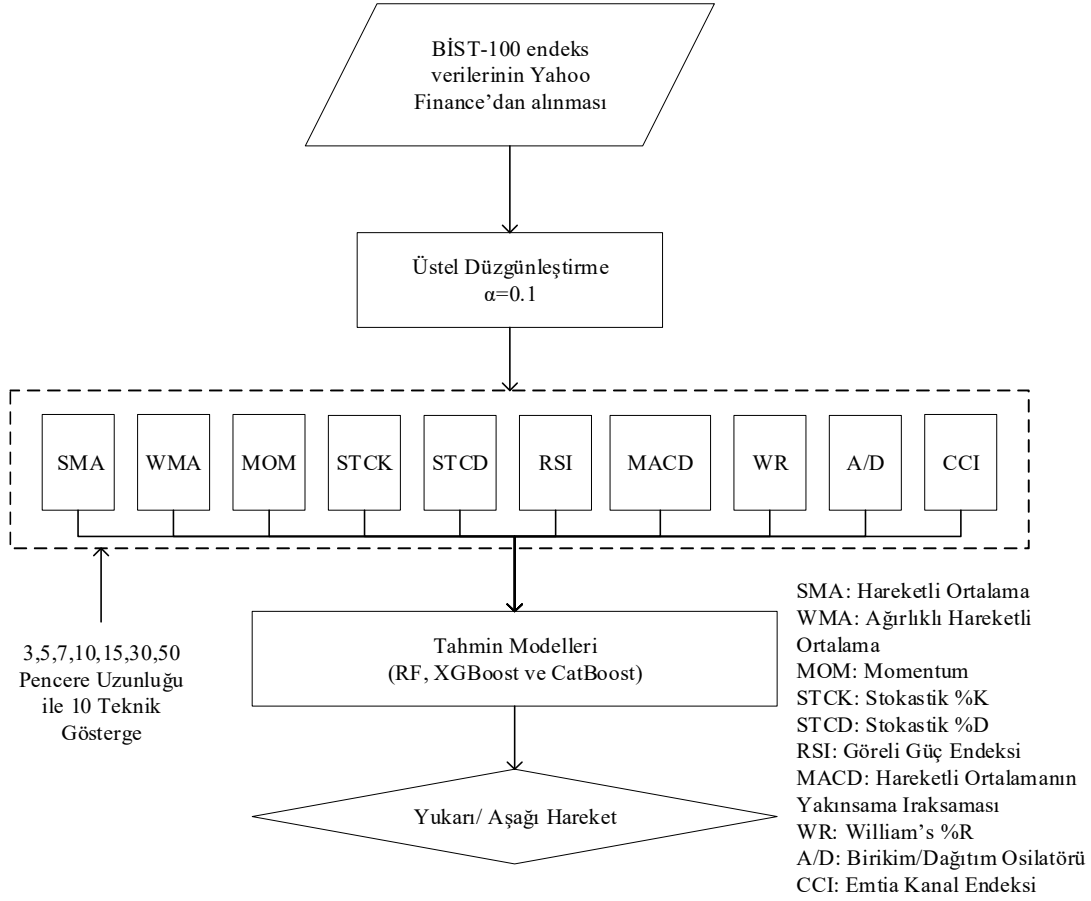 BİST-100 endeks
verilerinin Yahoo
Finance’dan alınması
Üstel Düzgünleştirme
α=0.1
SMA
WMA
MOM
STCK
STCD
RSI
MACD
WR
A/D
CCI
3,5,7,10,15,30,50
Pencere Uzunluğu
ile 10 Teknik
Gösterge
Tahmin Modelleri
(RF, XGBoost ve CatBoost)
Yukarı/ Aşağı Hareket
SMA: Hareketli Ortalama
WMA: Ağırlıklı Hareketli
Ortalama
MOM: Momentum
STCK: Stokastik %K
STCD: Stokastik %D
RSI: Göreli Güç Endeksi
MACD: Hareketli Ortalamanın
Yakınsama Iraksaması
WR: William’s %R
A/D: Birikim/Dağıtım Osilatörü
CCI: Emtia Kanal Endeksi